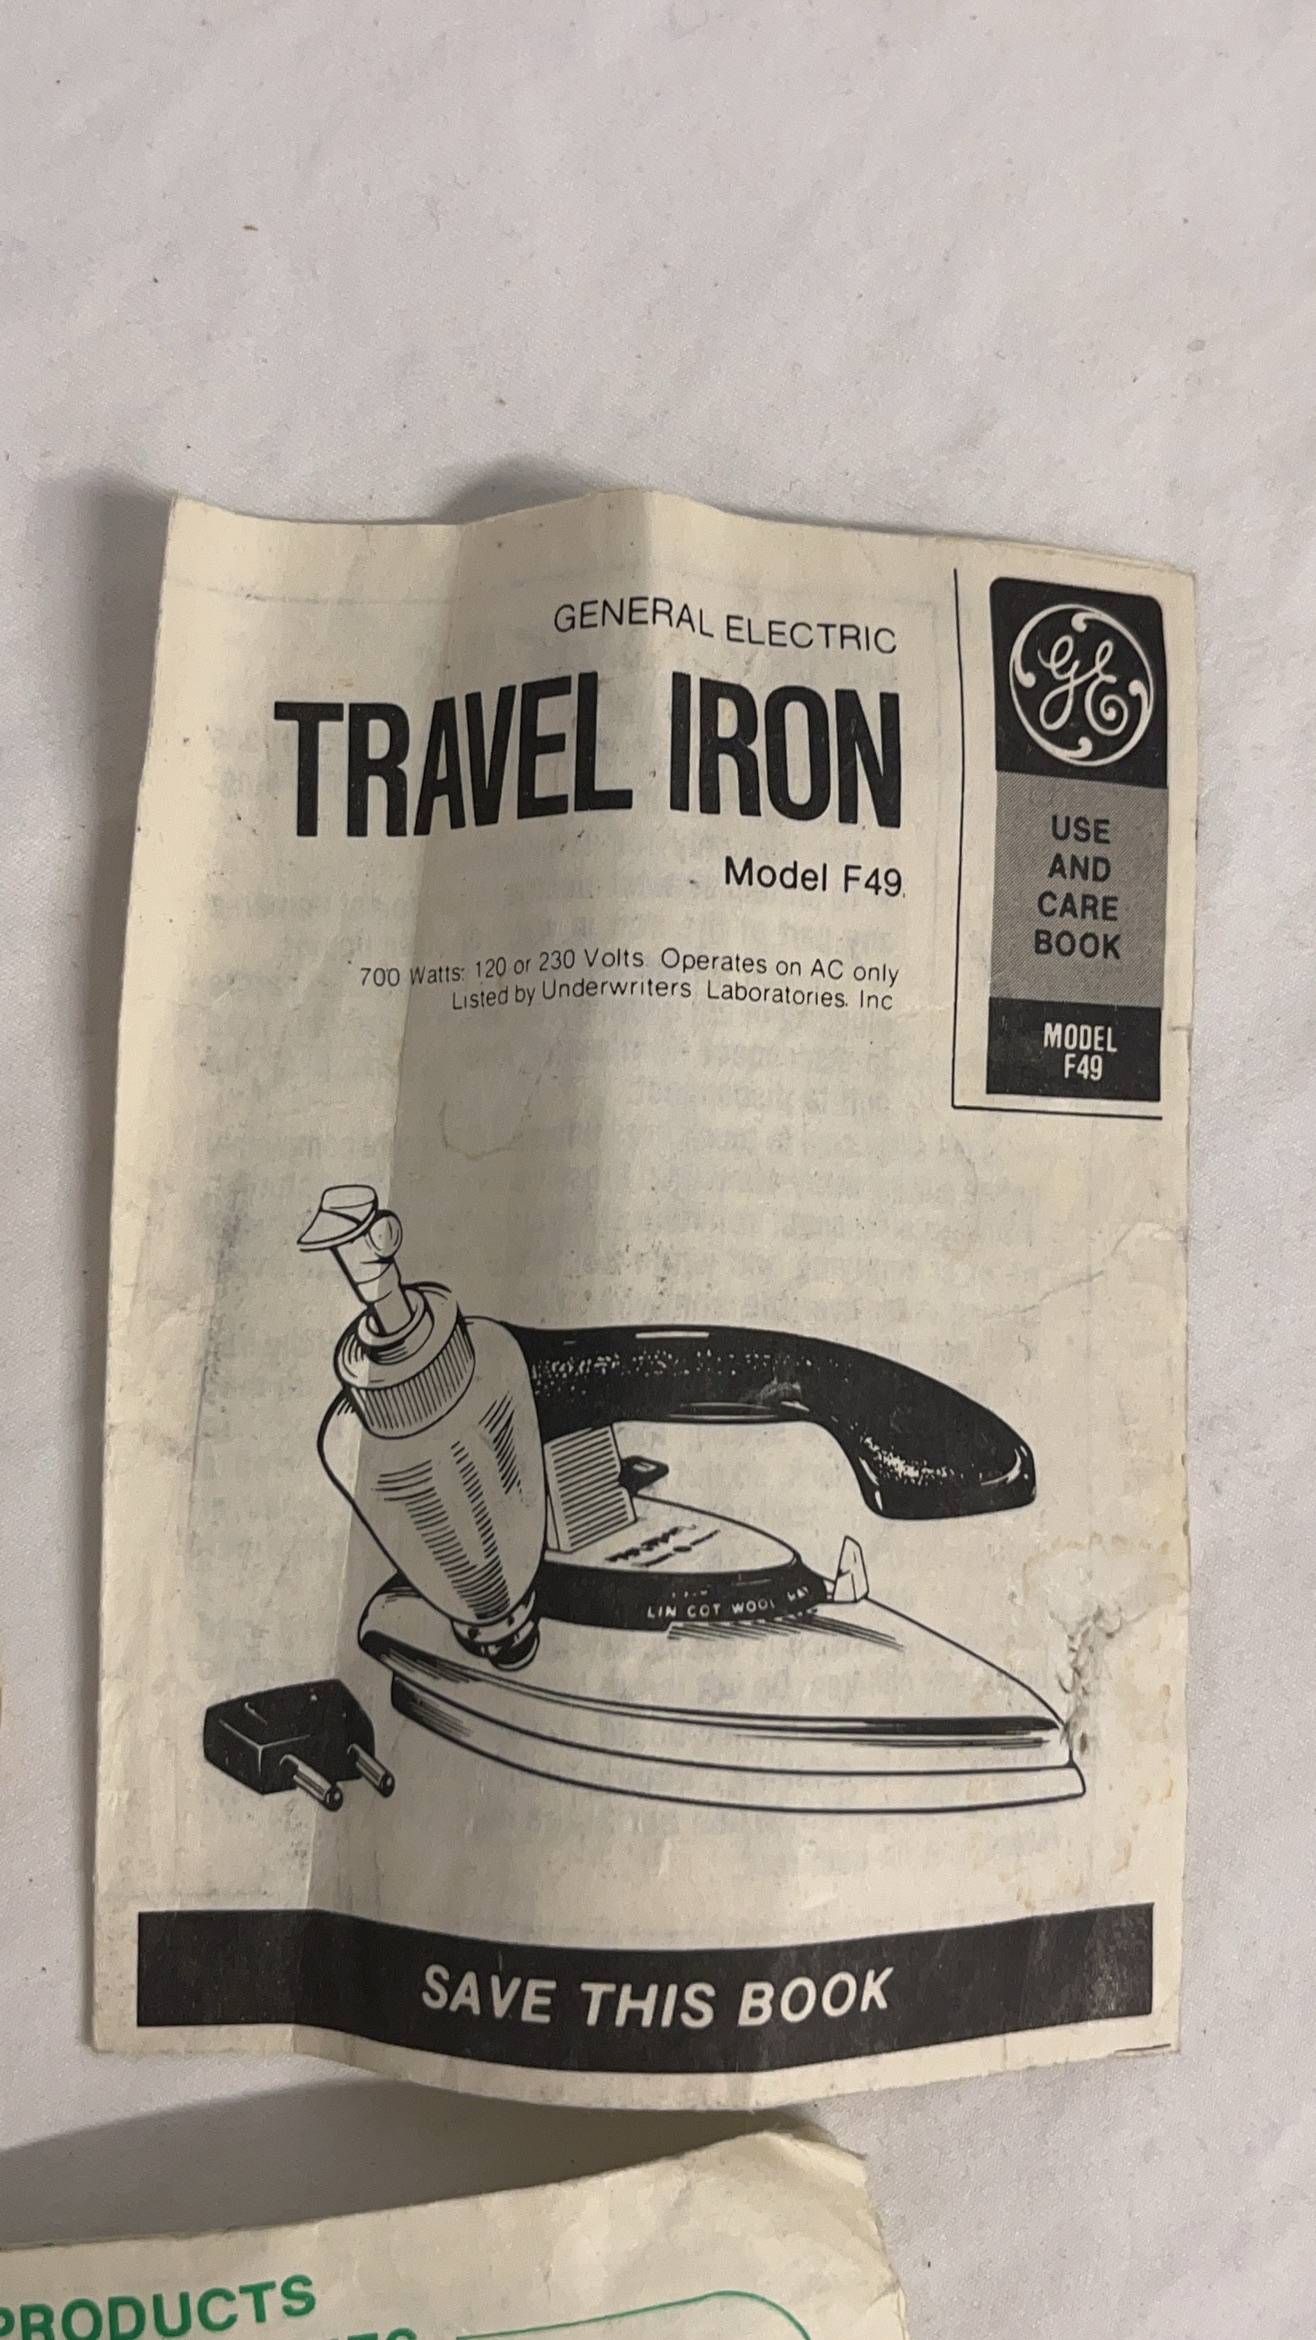 GENERAL ELECTRIC
TRAVEL IRON
Model F49
700 Watts: 120 or 230 Volts. Operates on AC only
Listed by Underwriters Laboratories. Inc
GE
USE
AND
CARE
BOOK
MODEL
F49
LIN COT WOOL
SAVE THIS BOOK
PRODUCTS